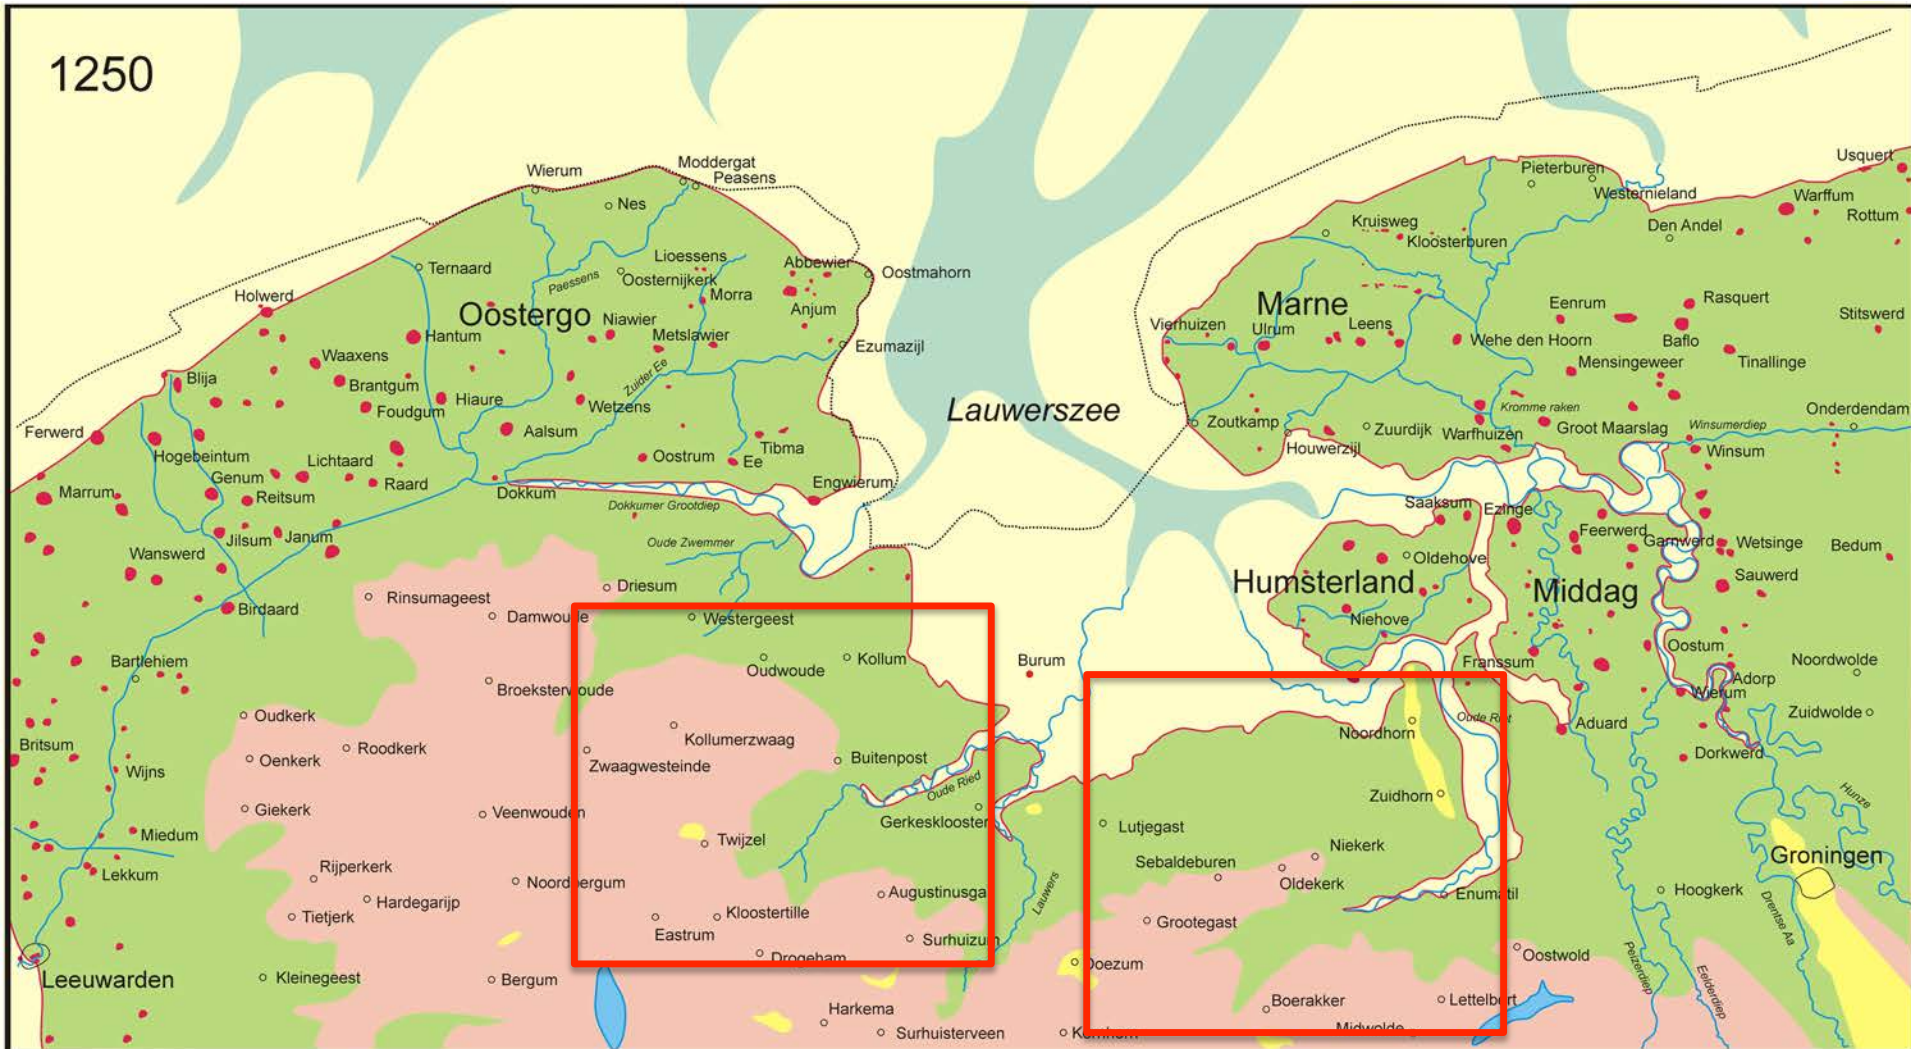 1250
Usquert
Wierum
Moddergat
Peasens
Pieterburen
Westernieland
Warffum
Rottum
Nes
Kruisweg
Kloosterburen
Den Andel
Ternaard
Lioessens
Abbewier
Oostmahorn
Paessens
Oosternijkerk
Holwerd
Morra
Anjum
Oostergo
Niawier
Metslawier
Marne
Eenrum
Rasquert
Stitswerd
Vierhuizen
Ulrum
Leens
Hantum
Ezumazijl
Wehe den Hoorn
Baflo
Waaxens
Mensingeweer
Tinallinge
Blija
Brantgum
Zuider Ee
Foudgum
Hiaure
Wetzens
Lauwerszee
Kromme raken
Onderdendam
Ferwerd
Aalsum
Zoutkamp
Zuurdijk
Warfhuizen
Groot Maarslag
Winsumerdiep
Hogebeintum
Lichtaard
Oostrum
Ee
Tibma
Houwerzijl
Winsum
Genum
Raard
Engwierum
Marrum
Reitsum
Dokkum
Dokkumer Grootdiep
Saaksum
Ezinge
Jilsum
Janum
Oude Zwemmer
Feerwerd
Garnwerd
Wetsinge
Bedum
Wanswerd
Oldehove
Humsterland
Middag
Sauwerd
Driesum
Rinsumageest
Birdaard
Damwoude
Westergeest
Niehove
Bartlehiem
Oudwoude
Kollum
Burum
Franssum
Oostum
Noordwolde
Broeksterwoude
Adorp
Wierum
Oudkerk
Oude Riet
Aduard
Zuidwolde
Britsum
Roodkerk
Kollumerzwaag
Noordhorn
Oenkerk
Buitenpost
Dorkwerd
Wijns
Zwaagwesteinde
Oude Ried
Zuidhorn
Hunze
Giekerk
Veenwouden
Gerkesklooster
Lutjegast
Miedum
Twijzel
Niekerk
Groningen
Rijperkerk
Sebaldeburen
Lekkum
Noordbergum
Oldekerk
Hardegarijp
Augustinusga
Lauwers
Enumatil
Hoogkerk
Tietjerk
Kloostertille
Grootegast
Drentse Aa
Eastrum
Surhuizum
Drogeham
Oostwold
Doezum
Peizerdiep
Leeuwarden
Kleinegeest
Bergum
Eelderdiep
Boerakker
Lettelbert
Harkema
Surhuisterveen
Midwolde